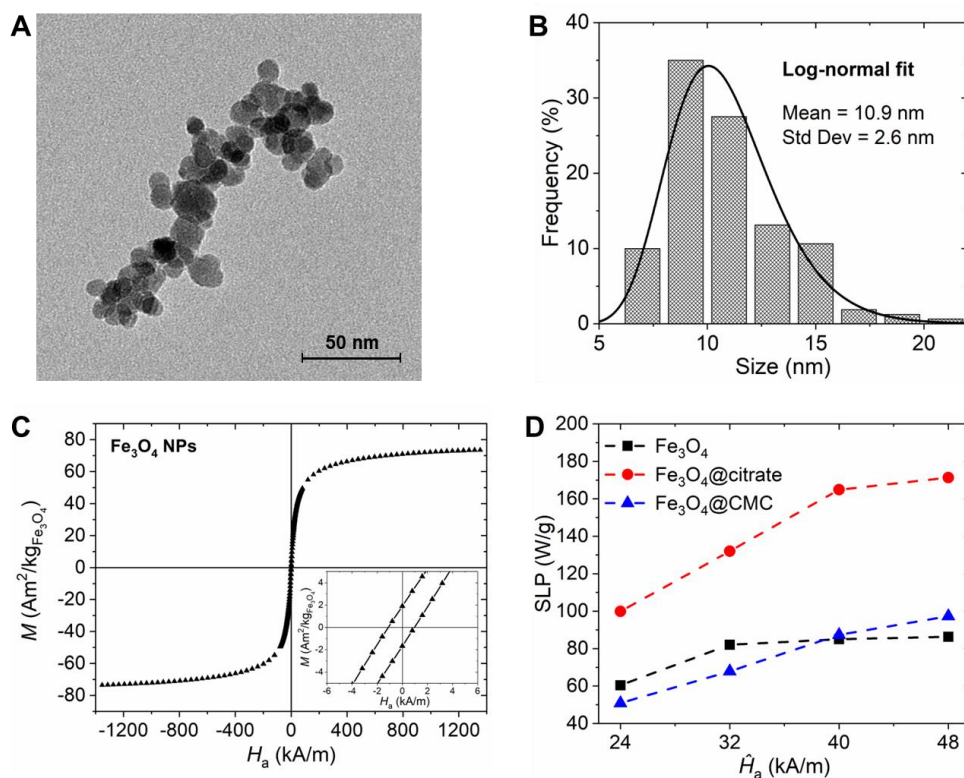 A
50 nm
B
Log-normal fit
Mean = 10.9 nm
Std Dev = 2.6 nm
Frequency (%)
40
30
20
10
0
5 10 15 20
Size (nm)
C
Fe₃O₄ NPs
M (Am²/kg_Fe₃O₄)
80
60
40
20
0
-20
-40
-60
-80
-1200 -800 -400 0 400 800 1200
Hₐ (kA/m)
M (Am²/kg_Fe₃O₄)
4
2
0
-2
-4
-6 -4 -2 0 2 4 6
Hₐ (kA/m)
D
Fe₃O₄
Fe₃O₄@citrate
Fe₃O₄@CMC
SLP (W/g)
200
180
160
140
120
100
80
60
40
24 32 40 48
Ĥₐ (kA/m)